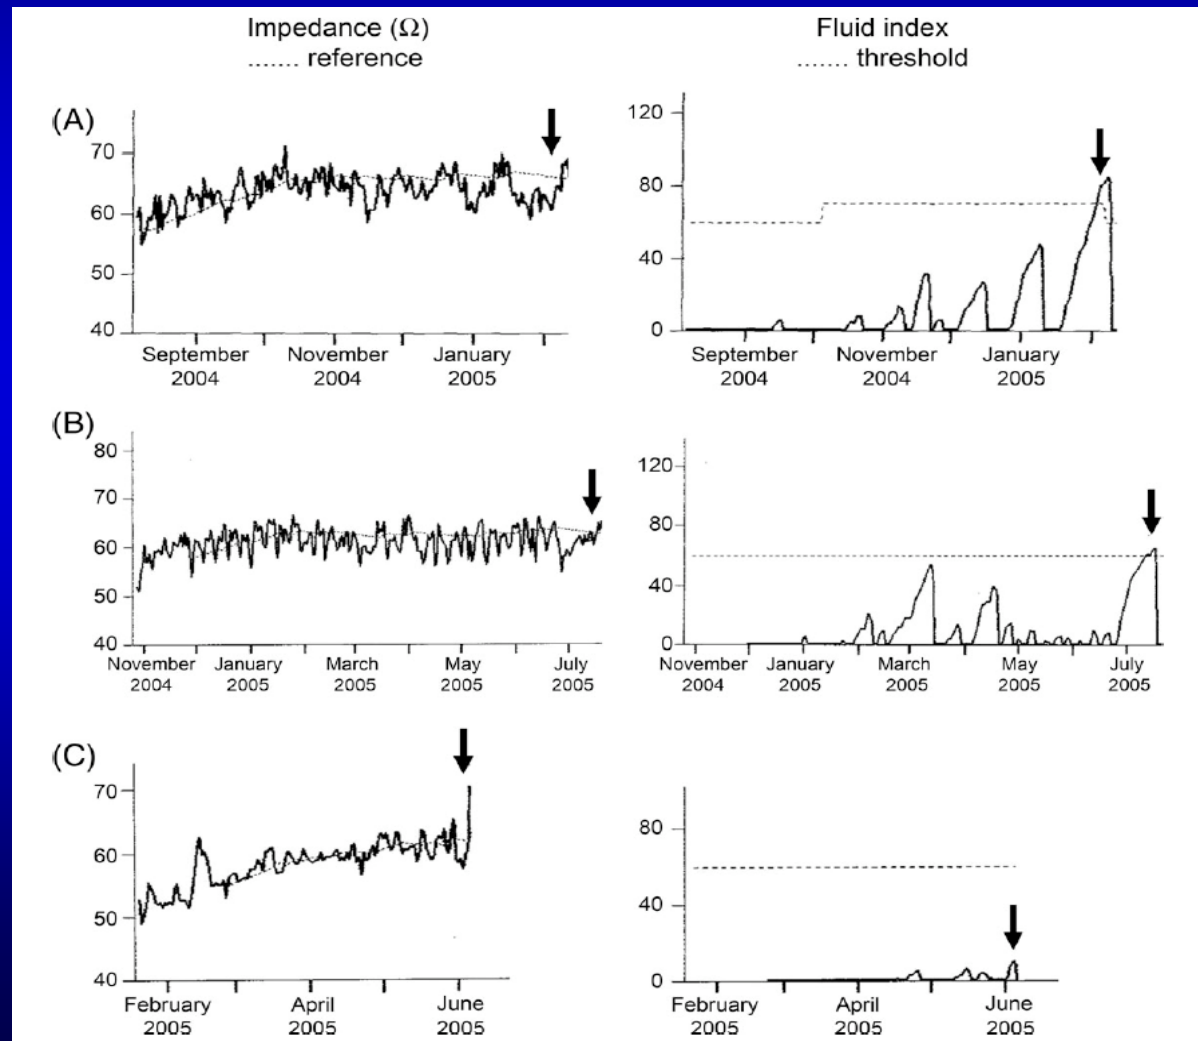 Impedance (Ω)
....... reference
Fluid index
....... threshold
(A)
70
60
50
40
September
2004
November
2004
January
2005
120
80
40
0
September
2004
November
2004
January
2005
(B)
80
70
60
50
40
November
2004
January
2005
March
2005
May
2005
July
2005
120
80
40
0
November
2004
January
2005
March
2005
May
2005
July
2005
(C)
70
60
50
40
February
2005
April
2005
June
2005
80
40
0
February
2005
April
2005
June
2005